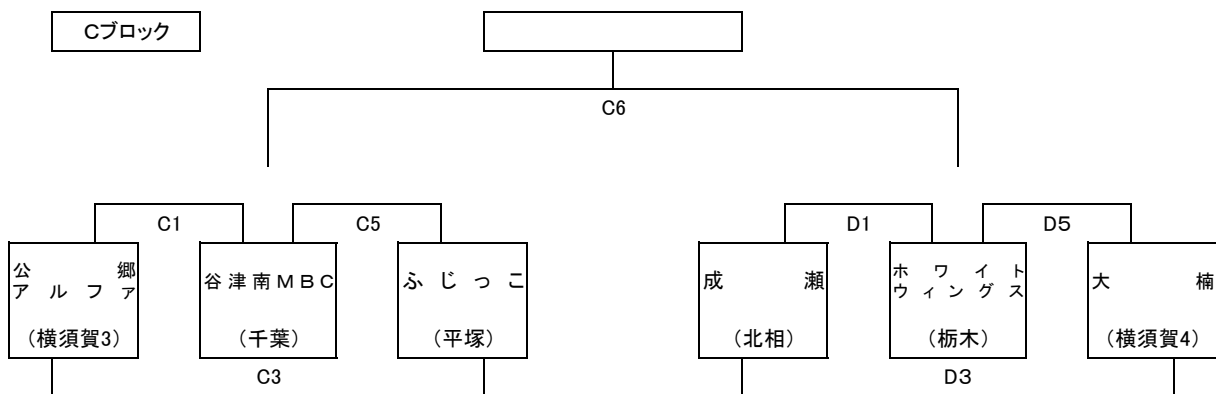 Cブロック
C6
C1
C5
D1
D5
公郷
アルファ
谷津南MBC
ふじっこ
成瀬
ホワイト
ウィングス
大楠
(横須賀3)
(千葉)
(平塚)
(北相)
(栃木)
(横須賀4)
C3
D3